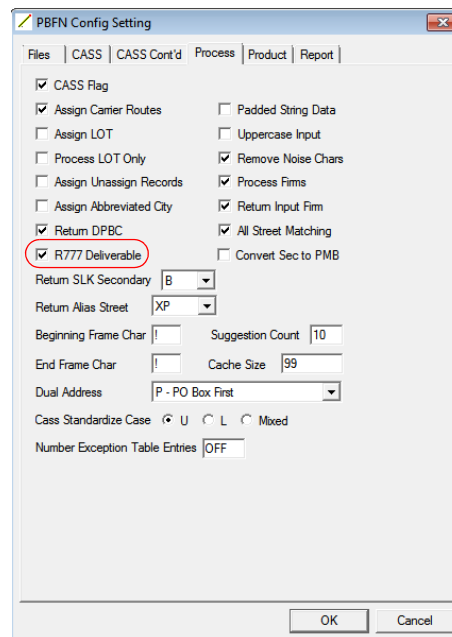 PBFN Config Setting
Files CASS CASS Cont'd Process Product Report
CASS Flag
Assign Carrier Routes Padded String Data
Assign LOT Uppercase Input
Process LOT Only Remove Noise Chars
Assign Unassign Records Process Firms
Assign Abbreviated City Return Input Firm
Return DPBC All Street Matching
R777 Deliverable Convert Sec to PMB
Return SLK Secondary B
Return Alias Street XP
Beginning Frame Char ! Suggestion Count 10
End Frame Char ! Cache Size 99
Dual Address P - PO Box First
Cass Standardize Case U L Mixed
Number Exception Table Entries OFF
OK Cancel